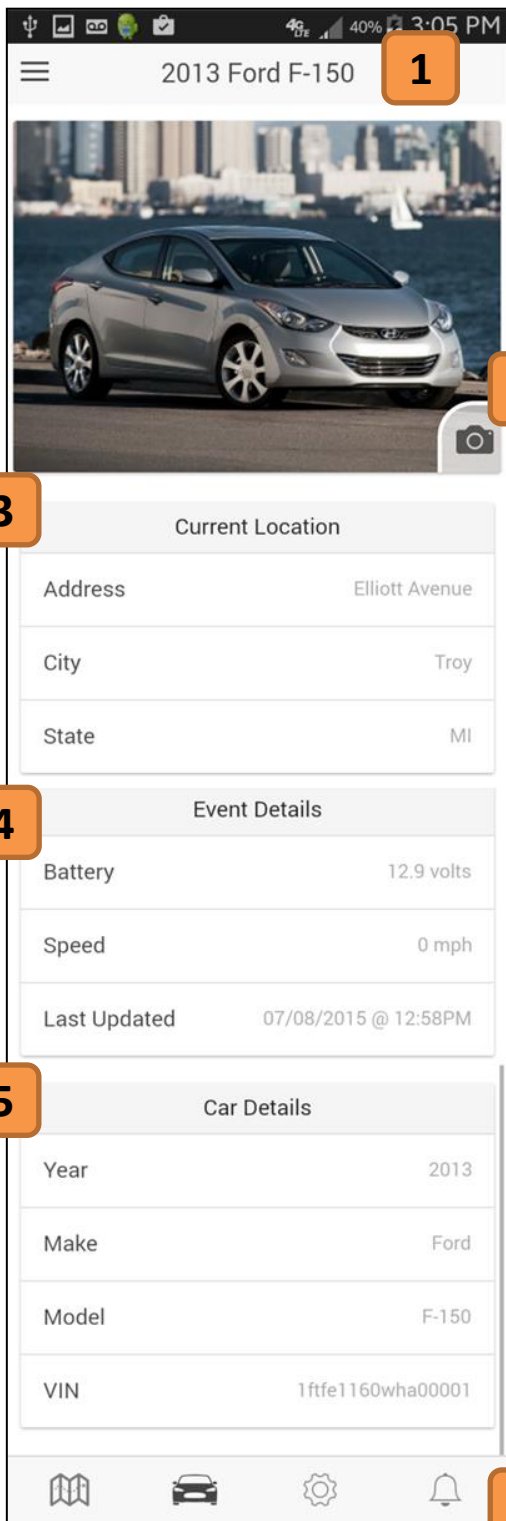 4G LTE 40% 3:05 PM
2013 Ford F-150 1
3
Current Location
Address Elliott Avenue
City Troy
State MI
4
Event Details
Battery 12.9 volts
Speed 0 mph
Last Updated 07/08/2015 @ 12:58PM
5
Car Details
Year 2013
Make Ford
Model F-150
VIN 1ftfe1160wha00001